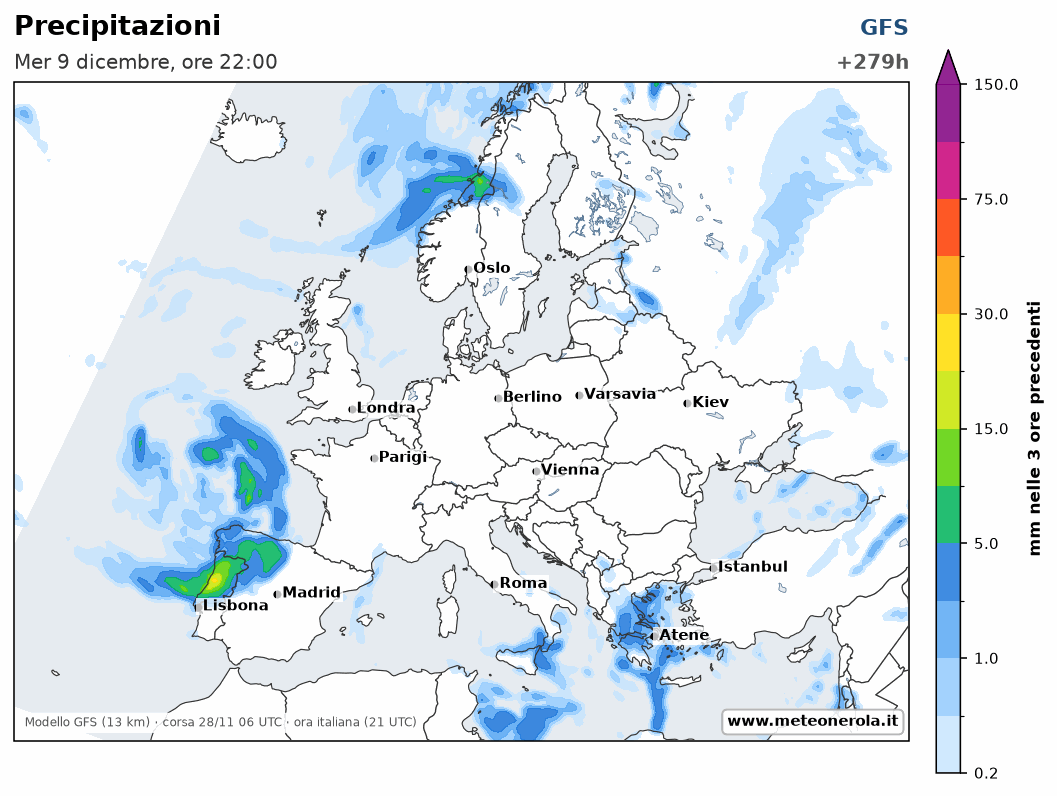 Precipitazioni
GFS
Mer 9 dicembre, ore 22:00
+279h
150.0
75.0
30.0
15.0
5.0
1.0
0.2
mm nelle 3 ore precedenti
Oslo
Londra
Berlino
Varsavia
Kiev
Parigi
Vienna
Istanbul
Roma
Madrid
Lisbona
Atene
Modello GFS (13 km) · corsa 28/11 06 UTC · ora italiana (21 UTC)
www.meteonerola.it